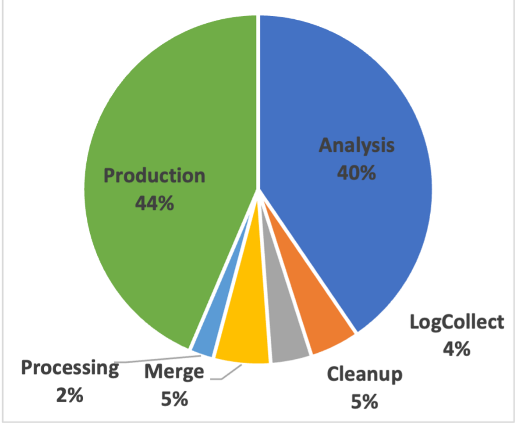 Production
44%
Analysis
40%
LogCollect
4%
Cleanup
5%
Merge
5%
Processing
2%